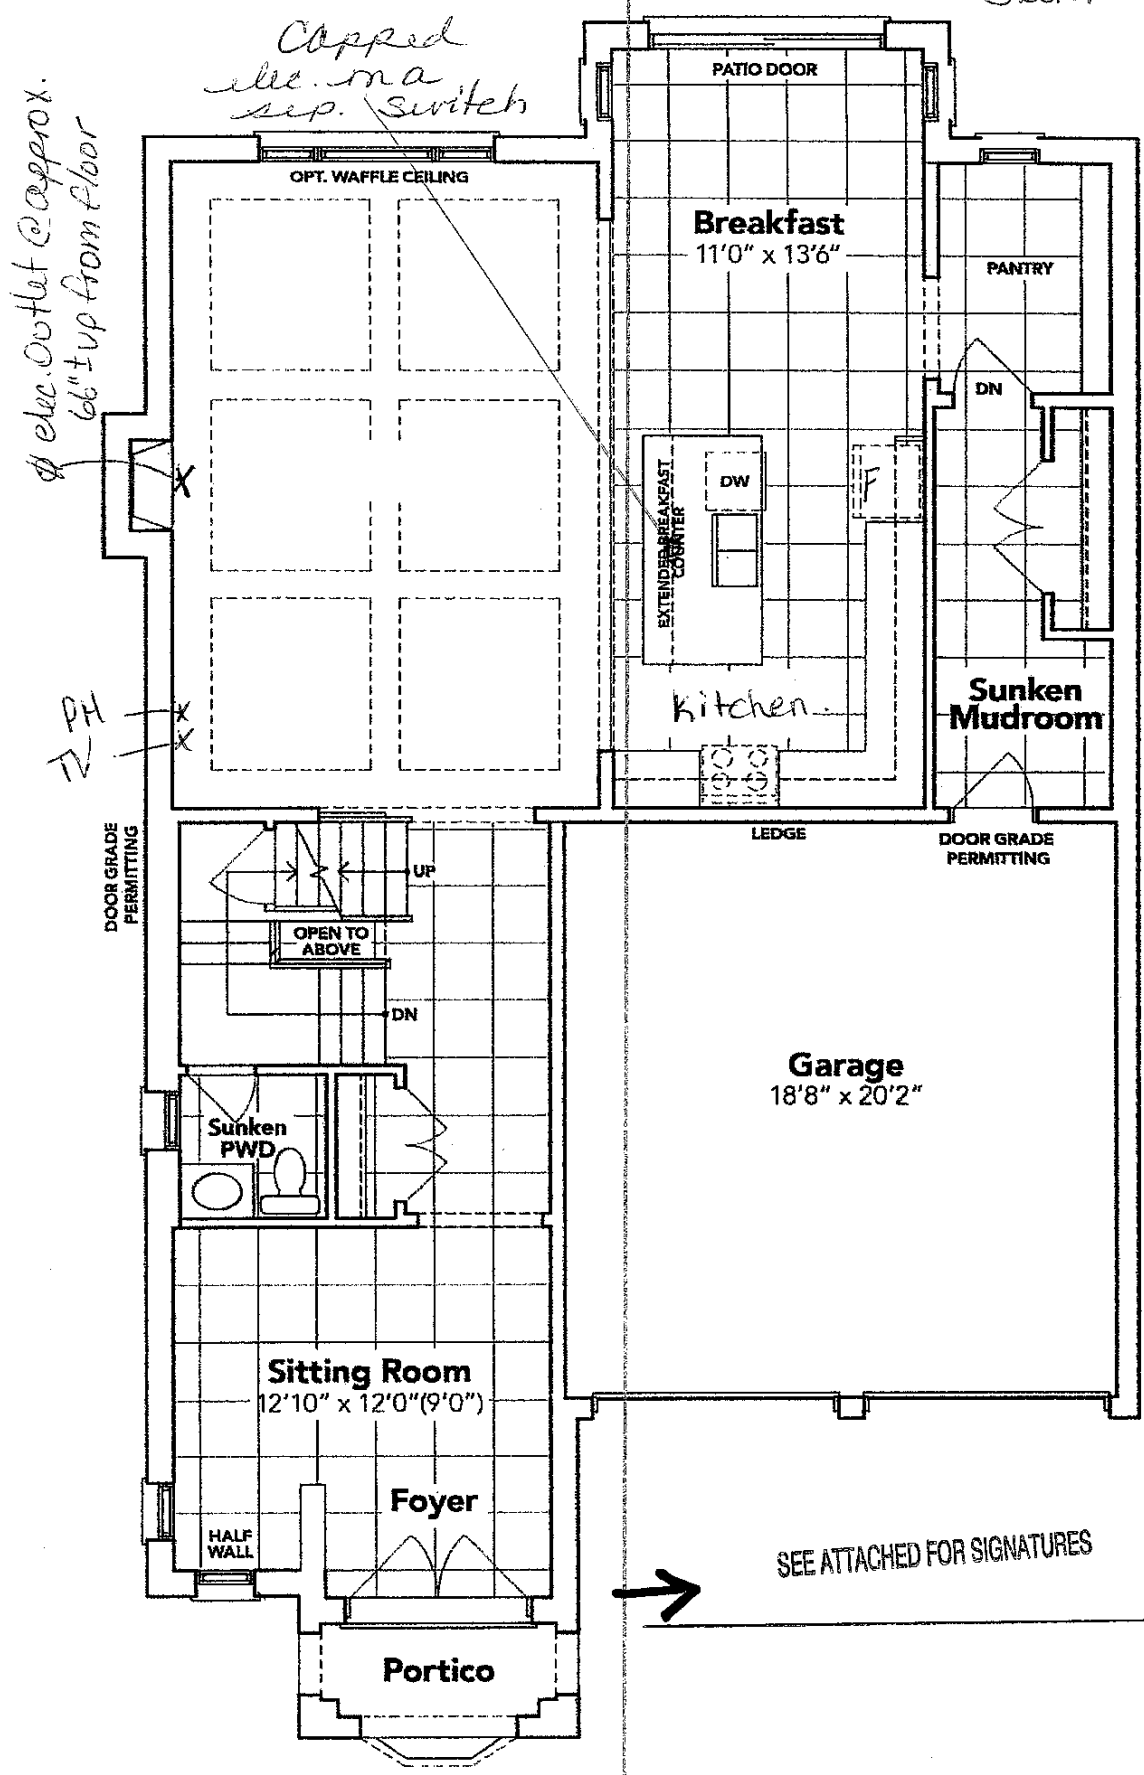 Capped
elec. on a
sep. switch
elec. outlet @ approx.
66" ± up from floor
PATIO DOOR
OPT. WAFFLE CEILING
Breakfast
11'0" x 13'6"
PANTRY
DN
DW
F
EXTENDED BREAKFAST
COUNTER
Kitchen
Sunken
Mudroom
PH
TV
LEDGE
DOOR GRADE
PERMITTING
DOOR GRADE
PERMITTING
UP
OPEN TO
ABOVE
DN
Garage
18'8" x 20'2"
Sunken
PWD
Sitting Room
12'10" x 12'0"(9'0")
Foyer
HALF
WALL
SEE ATTACHED FOR SIGNATURES
Portico